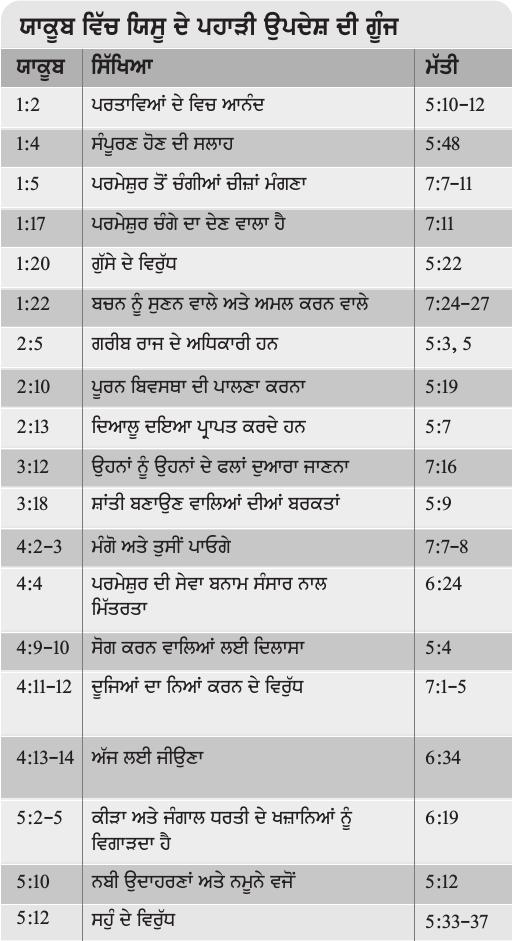 ਯਾਕੂਬ ਵਿੱਚ ਯਿਸੂ ਦੇ ਪਹਾੜੀ ਉਪਦੇਸ਼ ਦੀ ਗੂੰਜ
ਯਾਕੂਬ ਸਿੱਖਿਆ ਮੱਤੀ
1:2 ਪਰਤਾਵਿਆਂ ਦੇ ਵਿਚ ਆਨੰਦ 5:10–12
1:4 ਸੰਪੂਰਣ ਹੋਣ ਦੀ ਸਲਾਹ 5:48
1:5 ਪਰਮੇਸ਼ੁਰ ਤੋਂ ਚੰਗੀਆਂ ਚੀਜ਼ਾਂ ਮੰਗਣਾ 7:7–11
1:17 ਪਰਮੇਸ਼ੁਰ ਚੰਗੇ ਦਾ ਦੇਣ ਵਾਲਾ ਹੈ 7:11
1:20 ਗੁੱਸੇ ਦੇ ਵਿਰੁੱਧ 5:22
1:22 ਬਚਨ ਨੂੰ ਸੁਣਨ ਵਾਲੇ ਅਤੇ ਅਮਲ ਕਰਨ ਵਾਲੇ 7:24–27
2:5 ਗਰੀਬ ਰਾਜ ਦੇ ਅਧਿਕਾਰੀ ਹਨ 5:3, 5
2:10 ਪੂਰਨ ਬਿਵਸਥਾ ਦੀ ਪਾਲਣਾ ਕਰਨਾ 5:19
2:13 ਦਿਆਲੂ ਦਇਆ ਪ੍ਰਾਪਤ ਕਰਦੇ ਹਨ 5:7
3:12 ਉਹਨਾਂ ਨੂੰ ਉਹਨਾਂ ਦੇ ਫਲਾਂ ਦੁਆਰਾ ਜਾਣਨਾ 7:16
3:18 ਸ਼ਾਂਤੀ ਬਣਾਉਣ ਵਾਲਿਆਂ ਦੀਆਂ ਬਰਕਤਾਂ 5:9
4:2–3 ਮੰਗੋ ਅਤੇ ਤੁਸੀਂ ਪਾਓਗੇ 7:7–8
4:4 ਪਰਮੇਸ਼ੁਰ ਦੀ ਸੇਵਾ ਬਨਾਮ ਸੰਸਾਰ ਨਾਲ 6:24
ਮਿੱਤਰਤਾ
4:9–10 ਸੋਗ ਕਰਨ ਵਾਲਿਆਂ ਲਈ ਦਿਲਾਸਾ 5:4
4:11–12 ਦੂਜਿਆਂ ਦਾ ਨਿਆਂ ਕਰਨ ਦੇ ਵਿਰੁੱਧ 7:1–5
4:13–14 ਅੱਜ ਲਈ ਜੀਉਣਾ 6:34
5:2–5 ਕੀੜਾ ਅਤੇ ਜੰਗਾਲ ਧਰਤੀ ਦੇ ਖਜ਼ਾਨਿਆਂ ਨੂੰ 6:19
ਵਿਗਾੜਦਾ ਹੈ
5:10 ਨਬੀ ਉਦਾਹਰਣਾਂ ਅਤੇ ਨਮੂਨੇ ਵਜੋਂ 5:12
5:12 ਸਹੁੰ ਦੇ ਵਿਰੁੱਧ 5:33–37